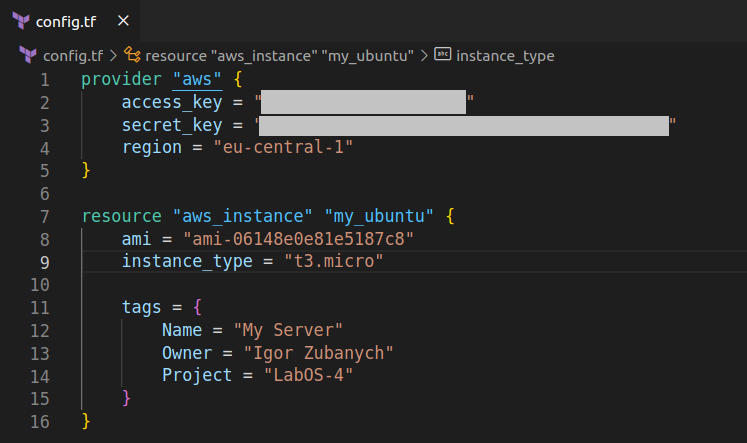 config.tf ×
config.tf > resource "aws_instance" "my_ubuntu" > abc instance_type
1 provider "aws" {
2 access_key = " "
3 secret_key = " "
4 region = "eu-central-1"
5 }
6
7 resource "aws_instance" "my_ubuntu" {
8 ami = "ami-06148e0e81e5187c8"
9 instance_type = "t3.micro"
10
11 tags = {
12 Name = "My Server"
13 Owner = "Igor Zubanych"
14 Project = "LabOS-4"
15 }
16 }